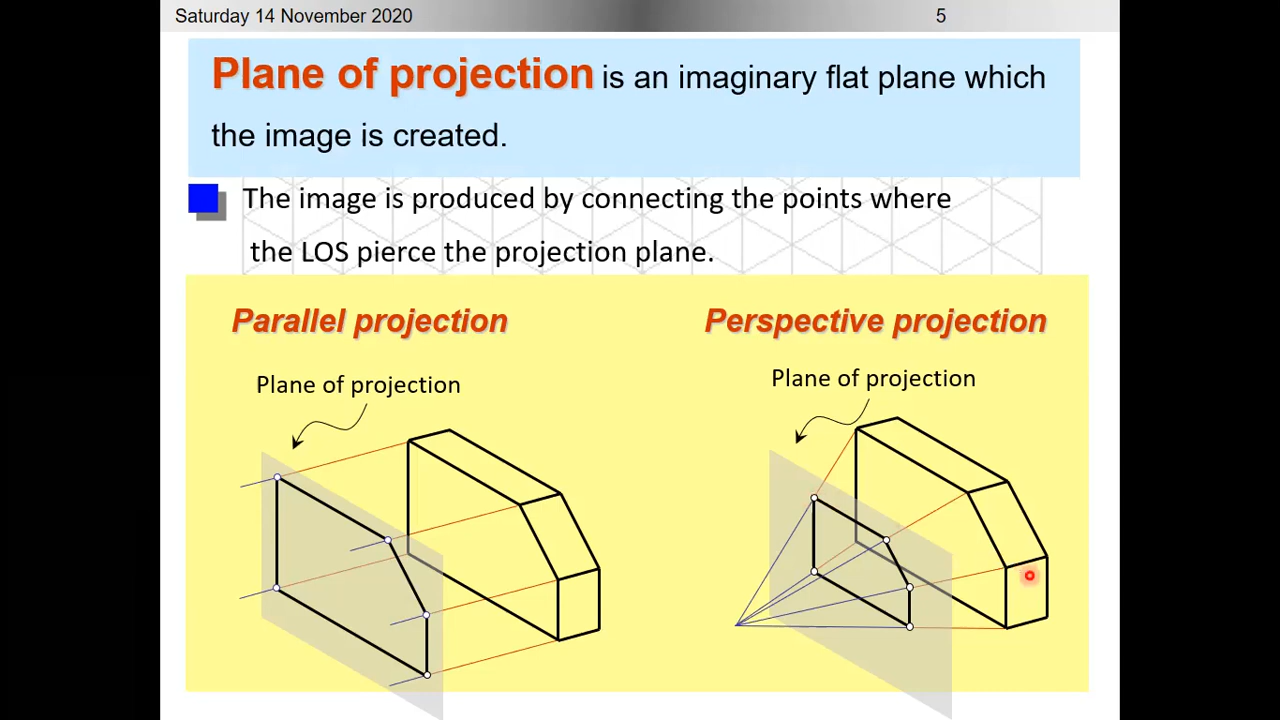 Saturday 14 November 2020 5
Plane of projection is an imaginary flat plane which
the image is created.
The image is produced by connecting the points where
the LOS pierce the projection plane.
Parallel projection
Perspective projection
Plane of projection
Plane of projection